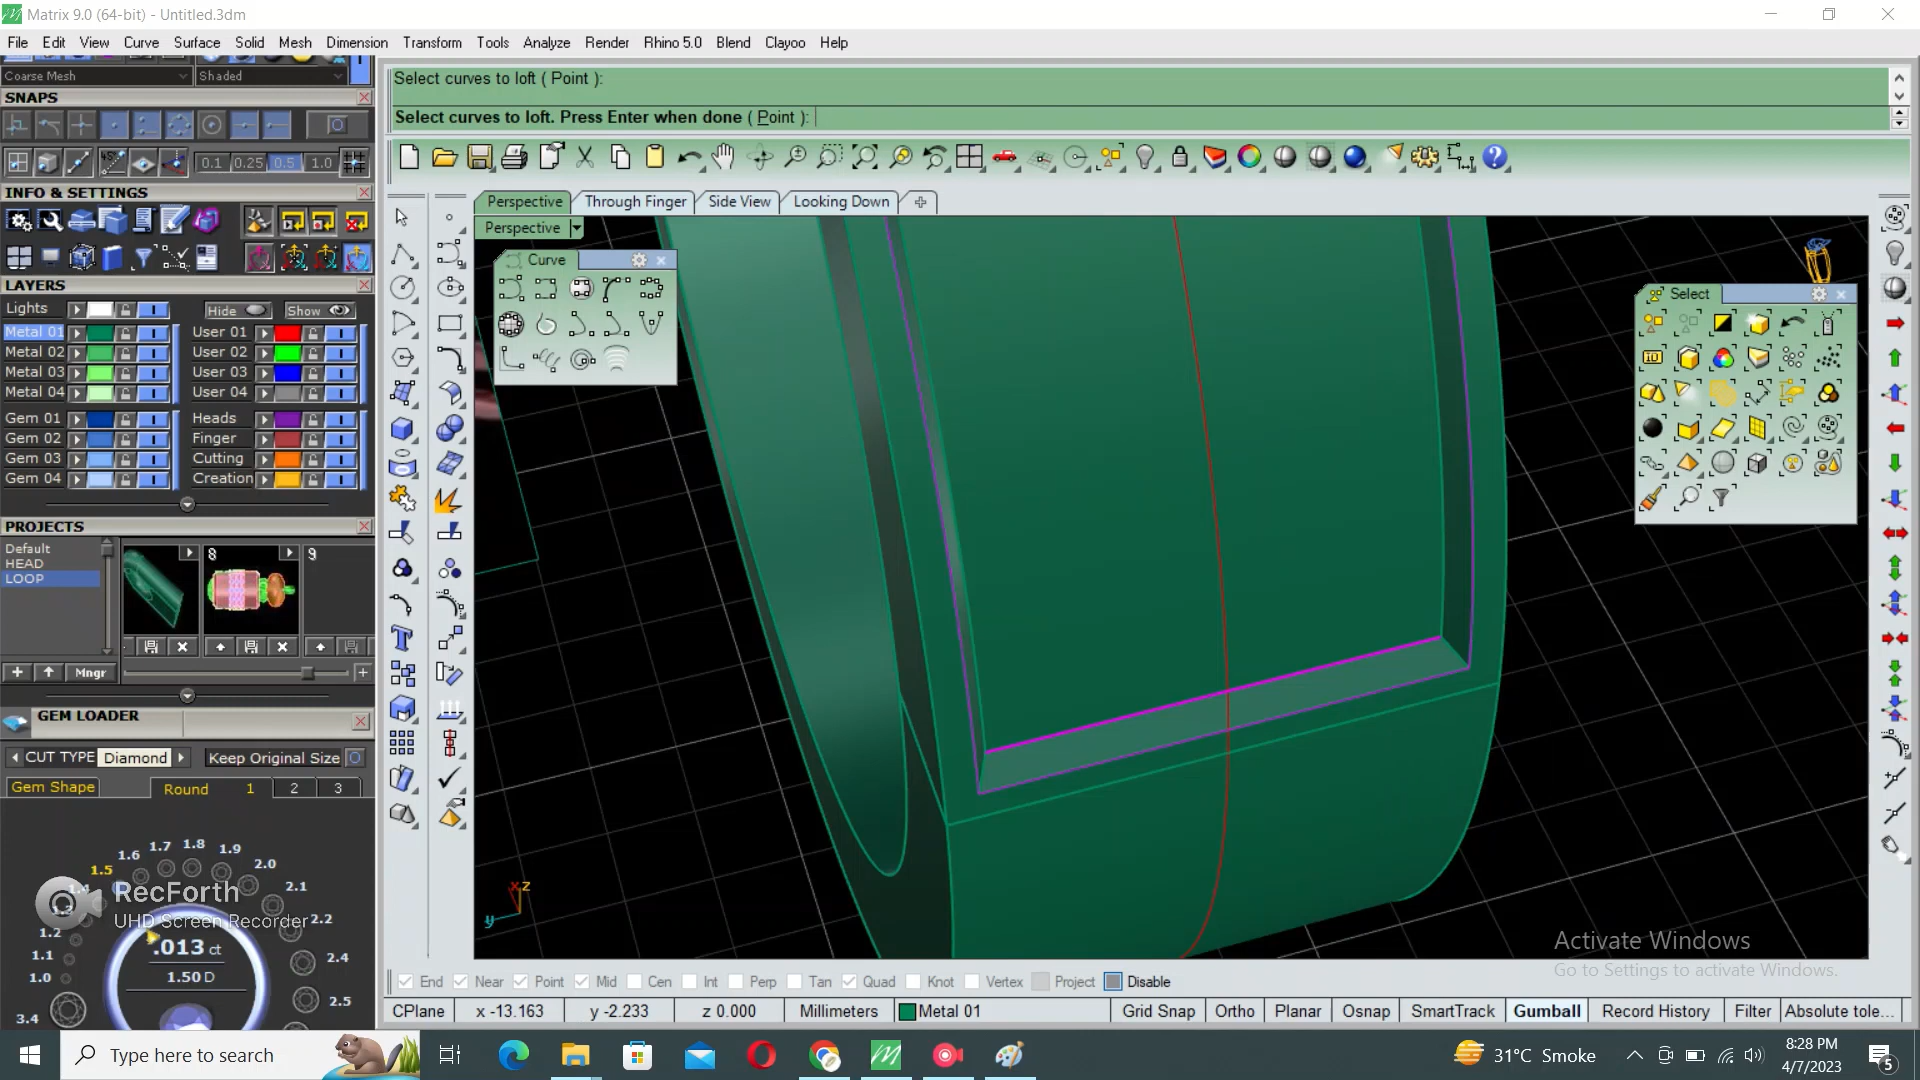 Matrix 9.0 (64-bit) - Untitled.3dm
File Edit View Curve Surface Solid Mesh Dimension Transform Tools Analyze Render Rhino 5.0 Blend Clayoo Help
Coarse Mesh Shaded
Select curves to loft ( Point ):
SNAPS
Select curves to loft. Press Enter when done ( Point ):
0.1 0.25 0.5 1.0
INFO & SETTINGS
Perspective Through Finger Side View Looking Down
Perspective
Curve
LAYERS
Select
Lights Hide Show
Metal 01 User 01
Metal 02 User 02
Metal 03 User 03
Metal 04 User 04
Gem 01 Heads
Gem 02 Finger
Gem 03 Cutting
Gem 04 Creation
PROJECTS
Default
HEAD
LOOP
8 9
Mngr
GEM LOADER
CUT TYPE Diamond Keep Original Size
Gem Shape Round 1 2 3
1.0 1.1 1.2 1.3 1.4 1.5 1.6 1.7 1.8 1.9 2.0 2.1 2.2 2.4 2.5 3.4
RecForth
UHD Screen Recorder
.013 ct
1.50 D
z
x
y
Activate Windows
Go to Settings to activate Windows.
End Near Point Mid Cen Int Perp Tan Quad Knot Vertex Project Disable
CPlane x -13.163 y -2.233 z 0.000 Millimeters Metal 01 Grid Snap Ortho Planar Osnap SmartTrack Gumball Record History Filter Absolute tole...
Type here to search
31°C Smoke
8:28 PM
4/7/2023
5